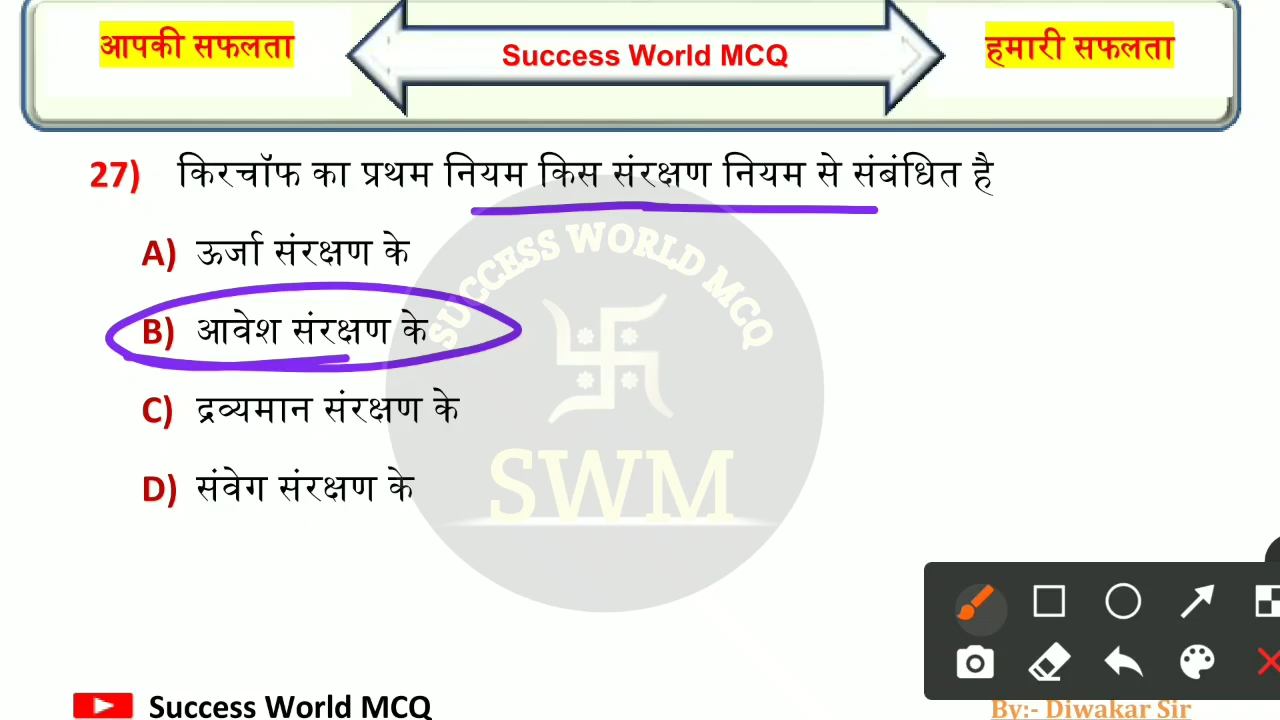 आपकी सफलता
Success World MCQ
हमारी सफलता
27) किरचॉफ का प्रथम नियम किस संरक्षण नियम से संबंधित है
A) ऊर्जा संरक्षण के
B) आवेश संरक्षण के
C) द्रव्यमान संरक्षण के
D) संवेग संरक्षण के
SUCCESS WORLD MCQ
SWM
Success World MCQ
By:- Diwakar Sir